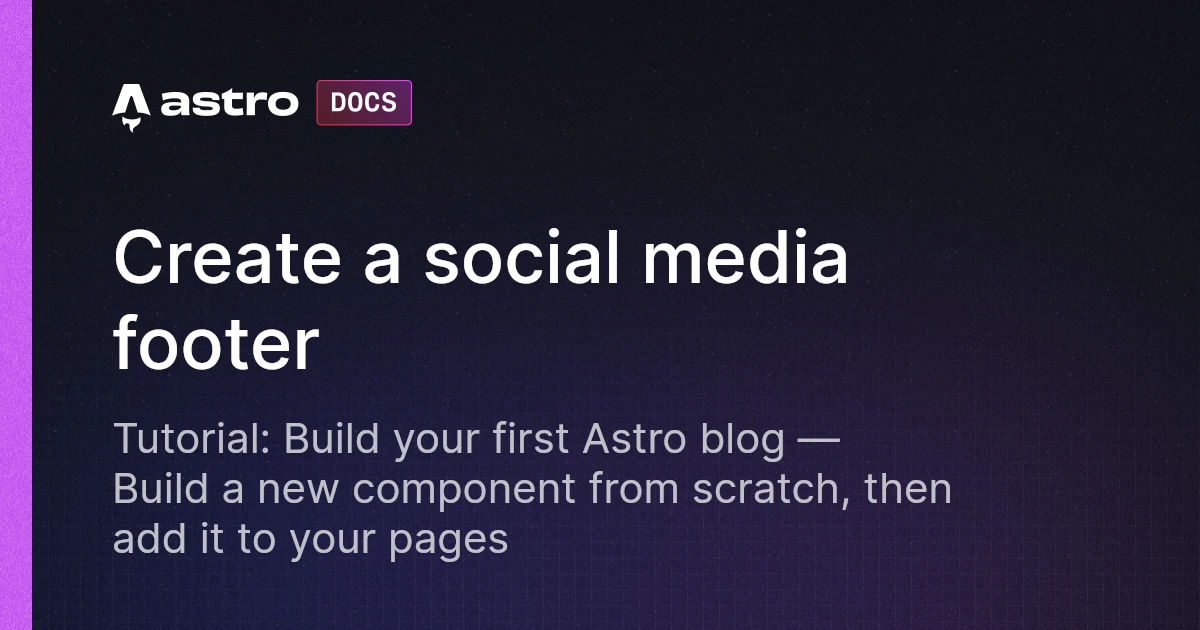 astro DOCS
Create a social media
footer
Tutorial: Build your first Astro blog —
Build a new component from scratch, then
add it to your pages